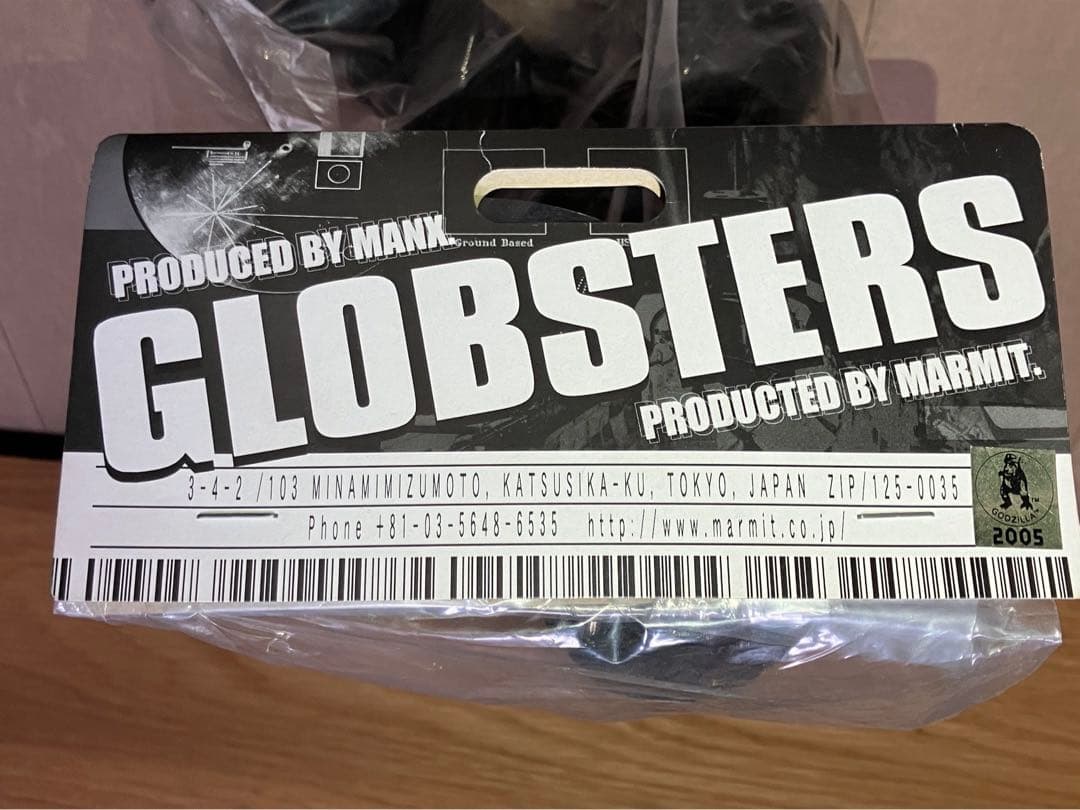 PRODUCED BY MANX.
Ground Based
GLOBSTERS
PRODUCTED BY MARMIT.
3-4-2 /103 MINAMIMIZUMOTO, KATSUSIKA-KU, TOKYO, JAPAN ZIP/125-0035
Phone +81-03-5648-6535 http://www.marmit.co.jp/
GODZILLA™
2005